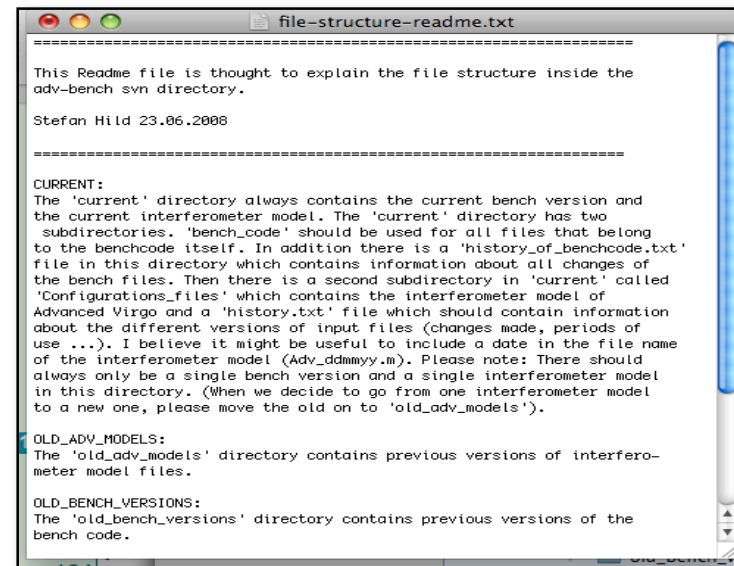 file-structure-readme.txt
====================================================================
This Readme file is thought to explain the file structure inside the
adv-bench svn directory.
Stefan Hild 23.06.2008
===================================================================
CURRENT:
The 'current' directory always contains the current bench version and
the current interferometer model. The 'current' directory has two
subdirectories. 'bench_code' should be used for all files that belong
to the benchcode itself. In addition there is a 'history_of_benchcode.txt'
file in this directory which contains information about all changes of
the bench files. Then there is a second subdirectory in 'current' called
'Configurations_files' which contains the interferometer model of
Advanced Virgo and a 'history.txt' file which should contain information
about the different versions of input files (changes made, periods of
use ...). I believe it might be useful to include a date in the file name
of the interferometer model (Adv_ddmmyy.m). Please note: There should
always only be a single bench version and a single interferometer model
in this directory. (When we decide to go from one interferometer model
to a new one, please move the old on to 'old_adv_models').
OLD_ADV_MODELS:
The 'old_adv_models' directory contains previous versions of interfero-
meter model files.
OLD_BENCH_VERSIONS:
The 'old_bench_versions' directory contains previous versions of the
bench code.